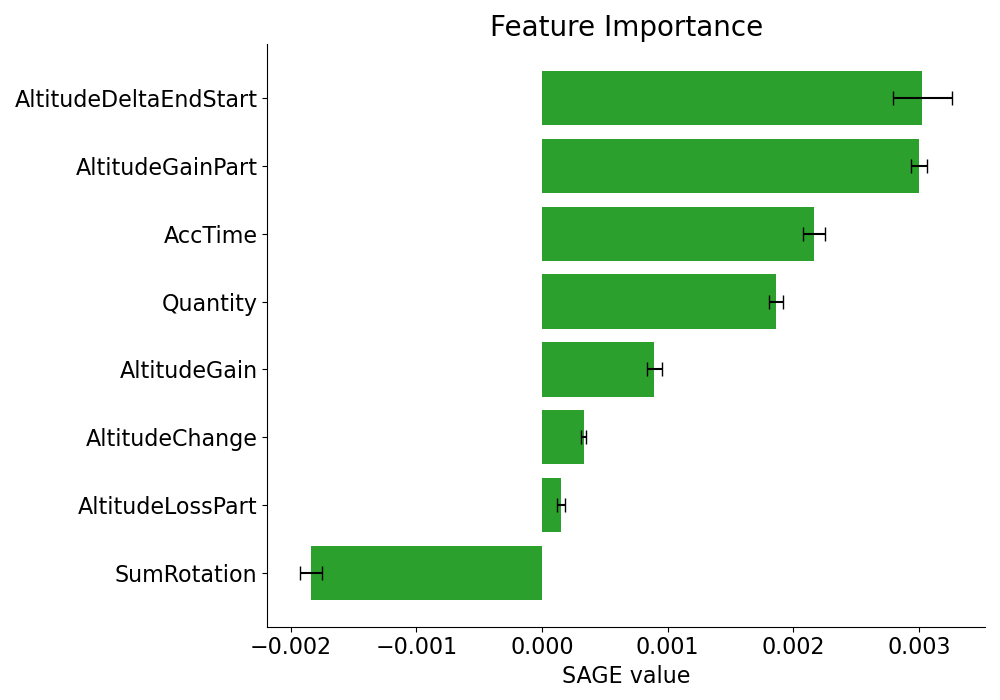 Feature Importance
AltitudeDeltaEndStart
AltitudeGainPart
AccTime
Quantity
AltitudeGain
AltitudeChange
AltitudeLossPart
SumRotation
−0.002 −0.001 0.000 0.001 0.002 0.003
SAGE value